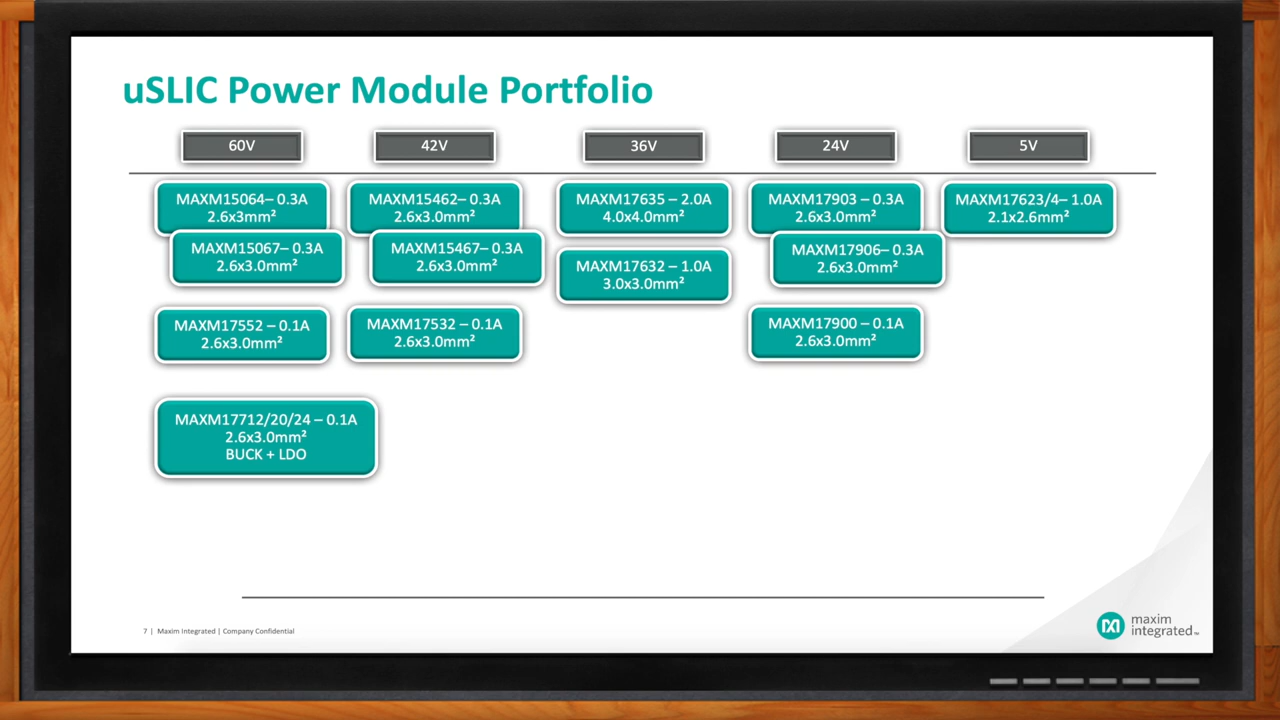 uSLIC Power Module Portfolio
60V
42V
36V
24V
5V
MAXM15064– 0.3A
2.6x3mm²
MAXM15067– 0.3A
2.6x3.0mm²
MAXM17552 – 0.1A
2.6x3.0mm²
MAXM17712/20/24 – 0.1A
2.6x3.0mm²
BUCK + LDO
MAXM15462– 0.3A
2.6x3.0mm²
MAXM15467– 0.3A
2.6x3.0mm²
MAXM17532 – 0.1A
2.6x3.0mm²
MAXM17635 – 2.0A
4.0x4.0mm²
MAXM17632 – 1.0A
3.0x3.0mm²
MAXM17903 – 0.3A
2.6x3.0mm²
MAXM17906– 0.3A
2.6x3.0mm²
MAXM17900 – 0.1A
2.6x3.0mm²
MAXM17623/4– 1.0A
2.1x2.6mm²
7 | Maxim Integrated | Company Confidential
maxim
integrated™